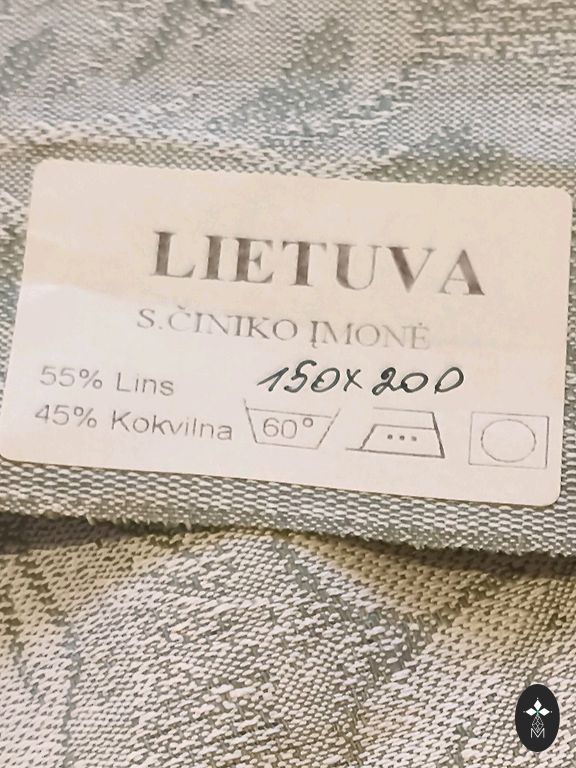 LIETUVA
S.ČINIKO ĮMONĖ
55% Lins 150x200
45% Kokvilna 60°
M